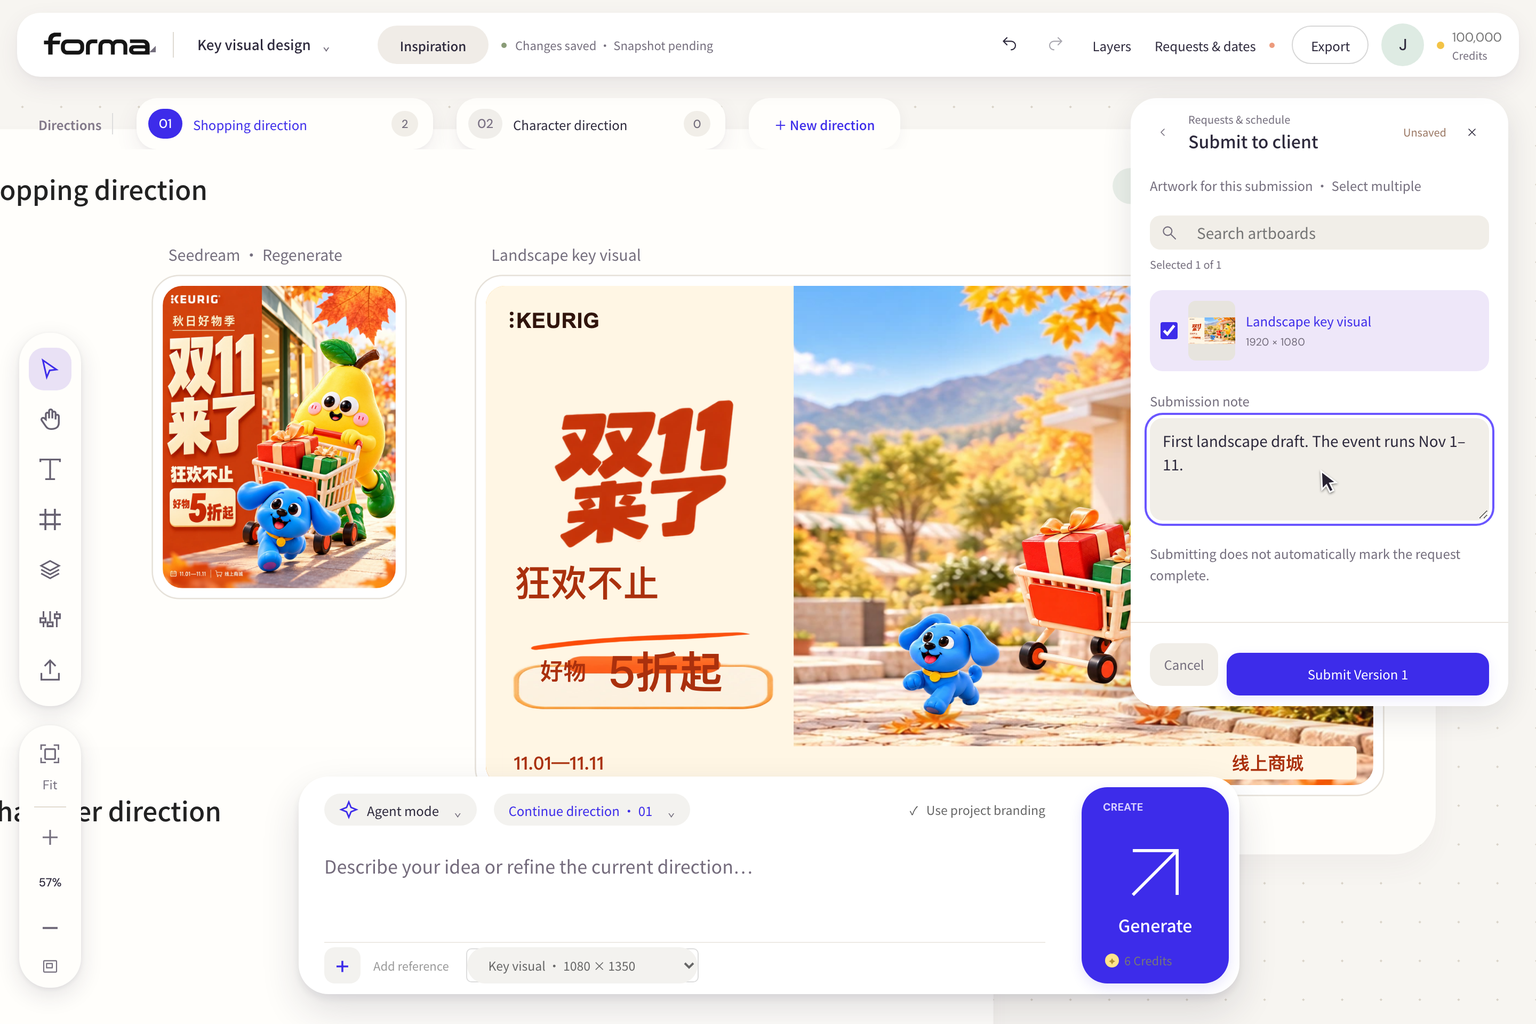 forma
Key visual design
Inspiration
Changes saved • Snapshot pending
Layers
Requests & dates
Export
J
100,000
Credits
Directions
01 Shopping direction 2
02 Character direction 0
+ New direction
opping direction
Seedream • Regenerate
Landscape key visual
KEURIG
秋日好物季
双11
来了
狂欢不止
好物5折起
11.01—11.11 线上商城
KEURIG
双11
来了
狂欢不止
好物 5折起
11.01—11.11
线上商城
Requests & schedule
Submit to client
Unsaved
Artwork for this submission • Select multiple
Search artboards
Selected 1 of 1
Landscape key visual
1920 × 1080
Submission note
First landscape draft. The event runs Nov 1–
11.
Submitting does not automatically mark the request
complete.
Cancel
Submit Version 1
Fit
57%
er direction
Agent mode
Continue direction • 01
✓ Use project branding
Describe your idea or refine the current direction…
Add reference
Key visual • 1080 × 1350
CREATE
Generate
6 Credits